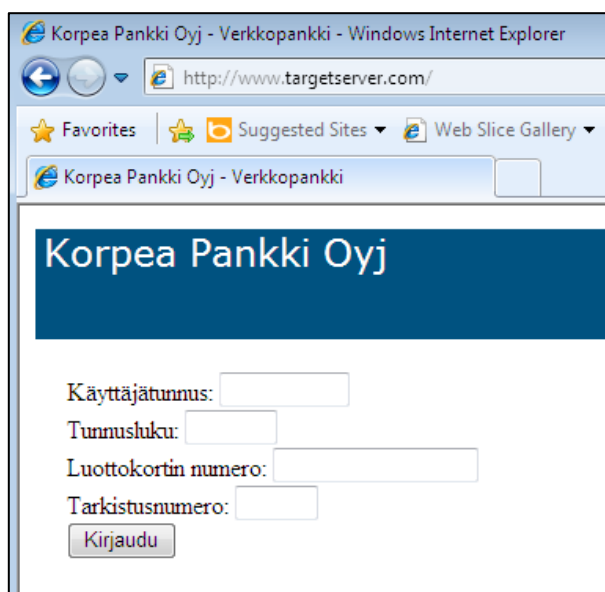 Korpea Pankki Oyj - Verkkopankki - Windows Internet Explorer
http://www.targetserver.com/
Favorites Suggested Sites Web Slice Gallery
Korpea Pankki Oyj - Verkkopankki
Korpea Pankki Oyj
Käyttäjätunnus:
Tunnusluku:
Luottokortin numero:
Tarkistusnumero:
Kirjaudu